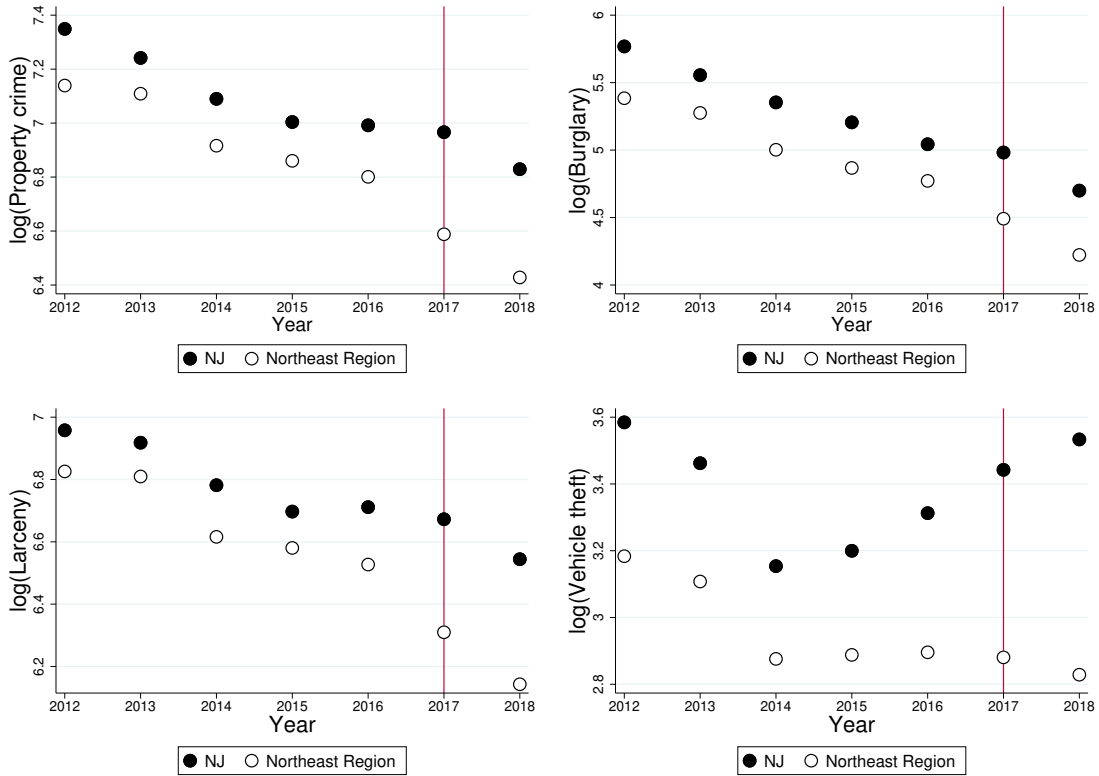 log(Property crime)
7.4
7.2
7
6.8
6.6
6.4
2012 2013 2014 2015 2016 2017 2018
Year
NJ Northeast Region
log(Burglary)
6
5.5
5
4.5
4
2012 2013 2014 2015 2016 2017 2018
Year
NJ Northeast Region
log(Larceny)
7
6.8
6.6
6.4
6.2
2012 2013 2014 2015 2016 2017 2018
Year
NJ Northeast Region
log(Vehicle theft)
3.6
3.4
3.2
3
2.8
2012 2013 2014 2015 2016 2017 2018
Year
NJ Northeast Region